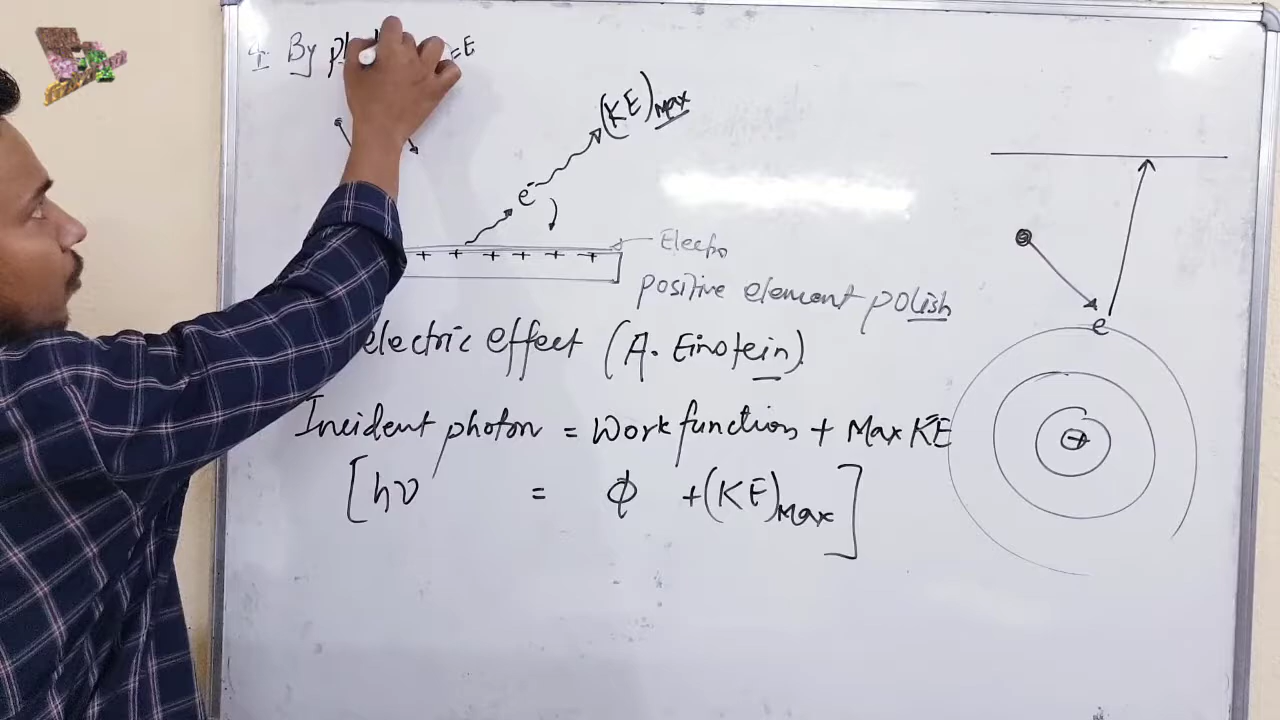 By =E
(KE)Max
e-
+ + + + + +
Electro
positive element polish
electric effect (A. Einstein)
Incident photon = Work function + Max KE
[hν = ϕ +(KE)Max]
e
+